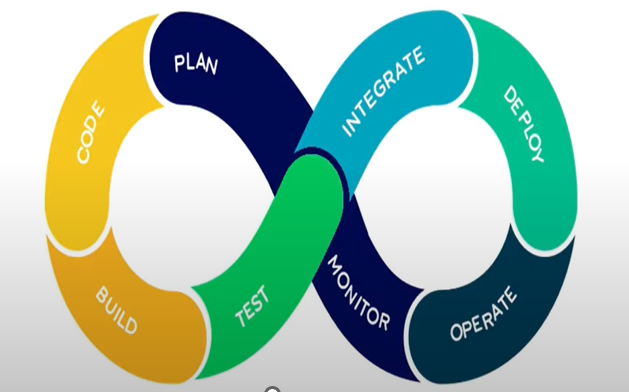 PLAN
CODE
BUILD
TEST
INTEGRATE
DEPLOY
OPERATE
MONITOR